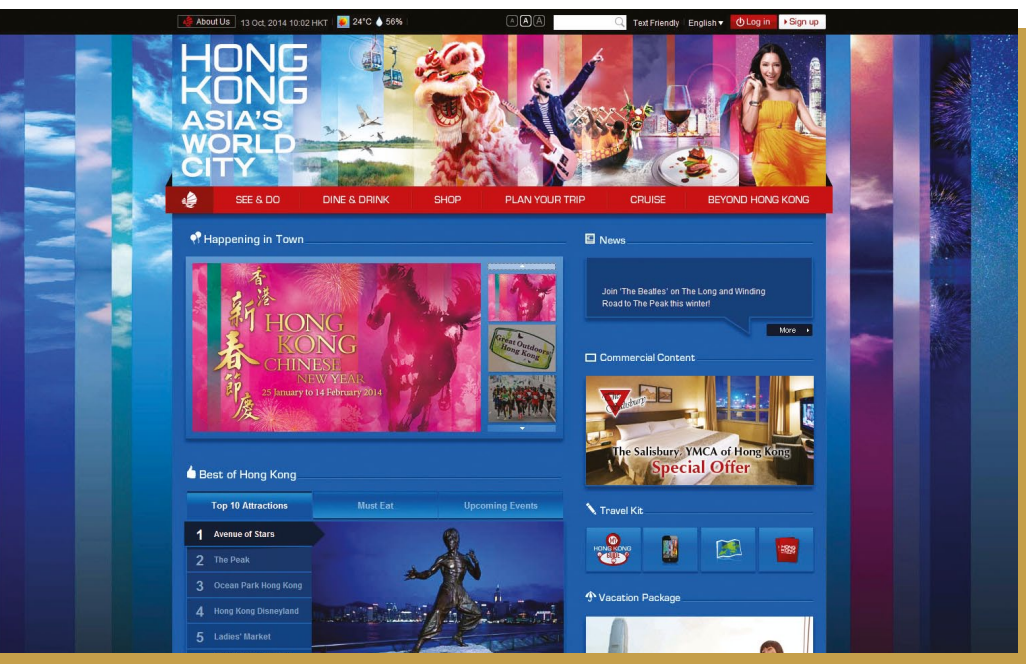 About Us 13 Oct, 2014 10:02 HKT 24°C 56% A A A Text Friendly English Log in Sign up
HONG
KONG
ASIA'S
WORLD
CITY
SEE & DO DINE & DRINK SHOP PLAN YOUR TRIP CRUISE BEYOND HONG KONG
Happening in Town
香港
新春節慶
HONG
KONG
CHINESE
NEW YEAR
25 January to 14 February 2014
Great Outdoors
Hong Kong
News
Join 'The Beatles' on The Long and Winding
Road to The Peak this winter!
More
Commercial Content
Salisbury
The Salisbury, YMCA of Hong Kong
Special Offer
Best of Hong Kong
Top 10 Attractions Must Eat Upcoming Events
1 Avenue of Stars
2 The Peak
3 Ocean Park Hong Kong
4 Hong Kong Disneyland
5 Ladies' Market
Travel Kit
MY
HONG KONG
HONG
KONG
Vacation Package